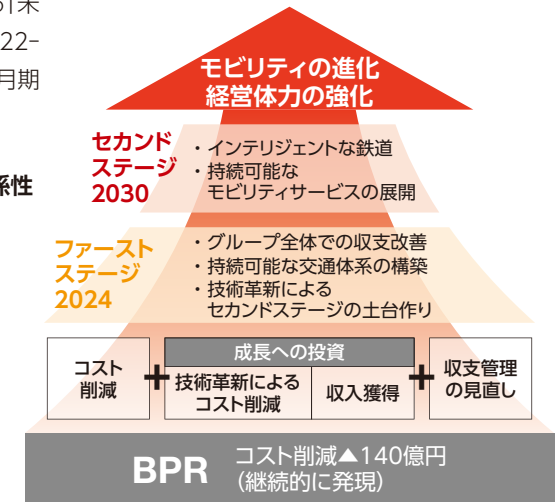 22-
月期
係性
モビリティの進化
経営体力の強化
セカンド
ステージ
2030
・インテリジェントな鉄道
・持続可能な
モビリティサービスの展開
ファースト
ステージ
2024
・グループ全体での収支改善
・持続可能な交通体系の構築
・技術革新による
セカンドステージの土台作り
コスト
削減
+
成長への投資
技術革新による
コスト削減
収入獲得
+
収支管理
の見直し
BPR
コスト削減▲140億円
(継続的に発現)